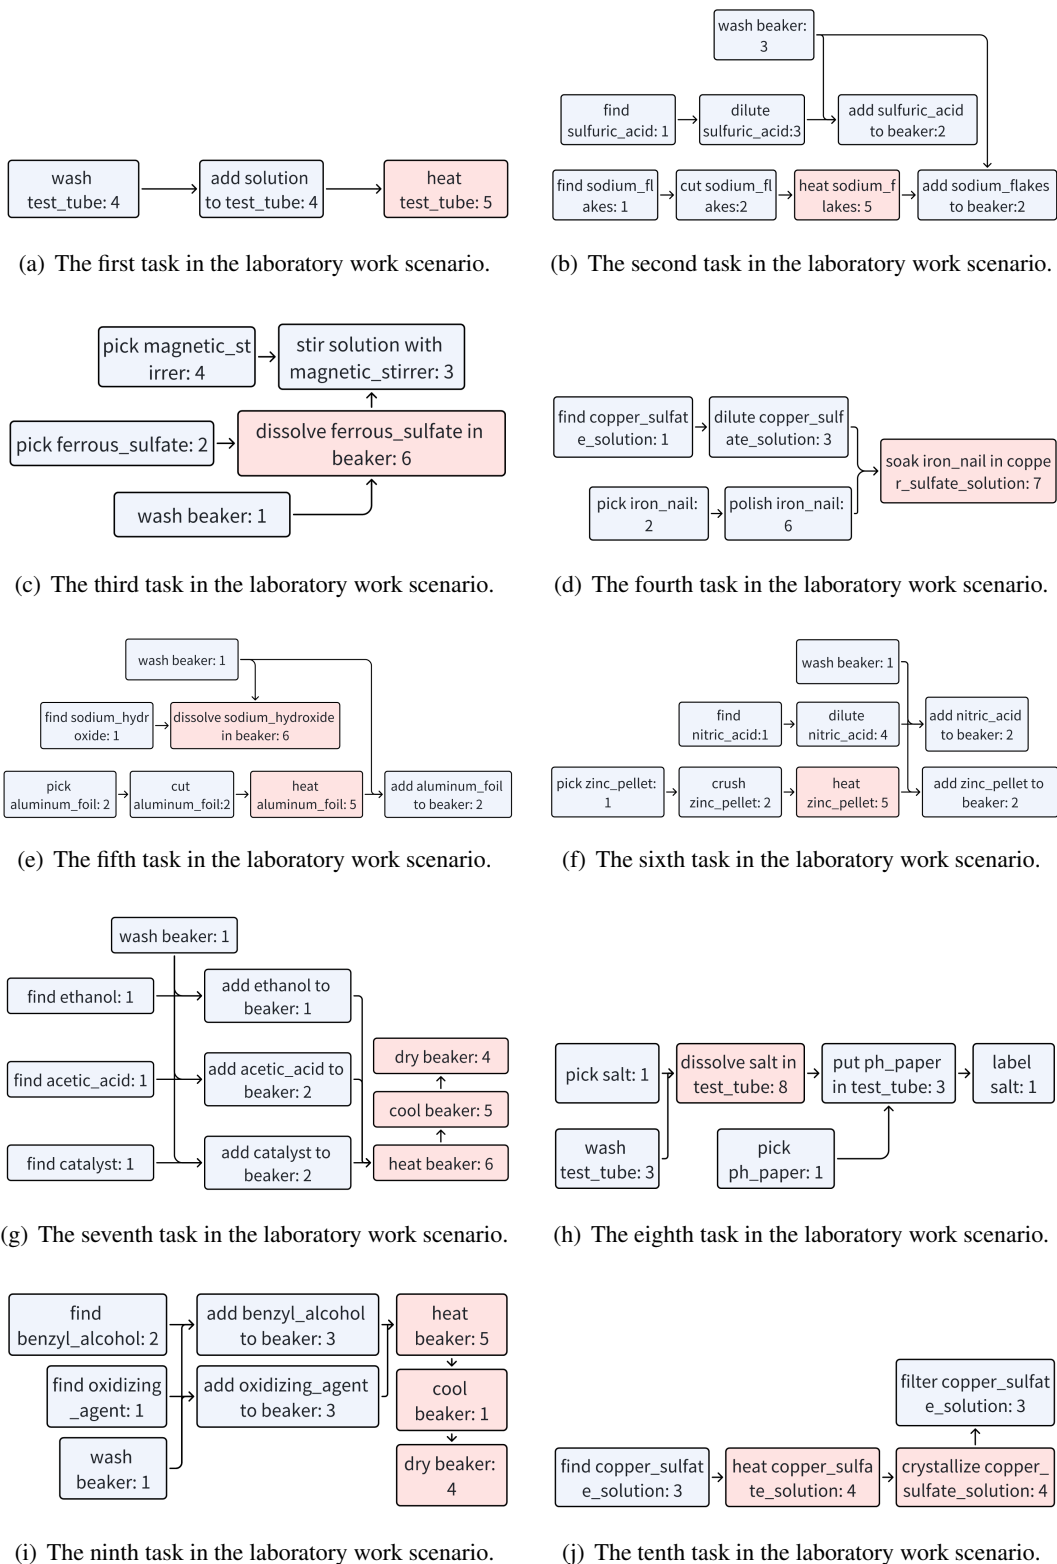 wash
test_tube: 4
add solution
to test_tube: 4
heat
test_tube: 5
(a) The first task in the laboratory work scenario.
wash beaker:
3
find
sulfuric_acid: 1
dilute
sulfuric_acid:3
add sulfuric_acid
to beaker:2
find sodium_fl
akes: 1
cut sodium_fl
akes:2
heat sodium_f
lakes: 5
add sodium_flakes
to beaker:2
(b) The second task in the laboratory work scenario.
pick magnetic_st
irrer: 4
stir solution with
magnetic_stirrer: 3
pick ferrous_sulfate: 2
dissolve ferrous_sulfate in
beaker: 6
wash beaker: 1
(c) The third task in the laboratory work scenario.
find copper_sulfat
e_solution: 1
dilute copper_sulf
ate_solution: 3
pick iron_nail:
2
polish iron_nail:
6
soak iron_nail in coppe
r_sulfate_solution: 7
(d) The fourth task in the laboratory work scenario.
wash beaker: 1
find sodium_hydr
oxide: 1
dissolve sodium_hydroxide
in beaker: 6
pick
aluminum_foil: 2
cut
aluminum_foil:2
heat
aluminum_foil: 5
add aluminum_foil
to beaker: 2
(e) The fifth task in the laboratory work scenario.
wash beaker: 1
find
nitric_acid:1
dilute
nitric_acid: 4
add nitric_acid
to beaker: 2
pick zinc_pellet:
1
crush
zinc_pellet: 2
heat
zinc_pellet: 5
add zinc_pellet to
beaker: 2
(f) The sixth task in the laboratory work scenario.
wash beaker: 1
find ethanol: 1
add ethanol to
beaker: 1
find acetic_acid: 1
add acetic_acid to
beaker: 2
find catalyst: 1
add catalyst to
beaker: 2
dry beaker: 4
cool beaker: 5
heat beaker: 6
(g) The seventh task in the laboratory work scenario.
pick salt: 1
dissolve salt in
test_tube: 8
put ph_paper
in test_tube: 3
label
salt: 1
wash
test_tube: 3
pick
ph_paper: 1
(h) The eighth task in the laboratory work scenario.
find
benzyl_alcohol: 2
add benzyl_alcohol
to beaker: 3
heat
beaker: 5
find oxidizing
_agent: 1
add oxidizing_agent
to beaker: 3
cool
beaker: 1
wash
beaker: 1
dry beaker:
4
(i) The ninth task in the laboratory work scenario.
filter copper_sulfat
e_solution: 3
find copper_sulfat
e_solution: 3
heat copper_sulfa
te_solution: 4
crystallize copper_
sulfate_solution: 4
(j) The tenth task in the laboratory work scenario.